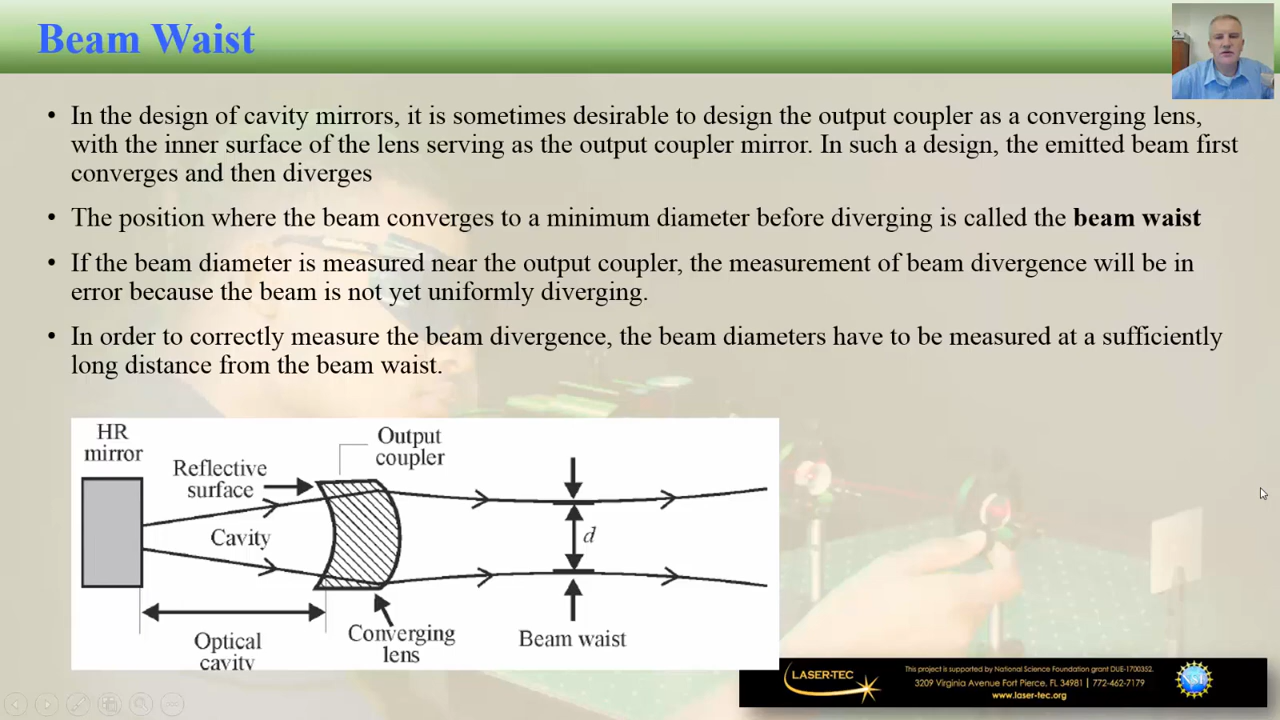 Beam Waist
• In the design of cavity mirrors, it is sometimes desirable to design the output coupler as a converging lens,
with the inner surface of the lens serving as the output coupler mirror. In such a design, the emitted beam first
converges and then diverges
• The position where the beam converges to a minimum diameter before diverging is called the beam waist
• If the beam diameter is measured near the output coupler, the measurement of beam divergence will be in
error because the beam is not yet uniformly diverging.
• In order to correctly measure the beam divergence, the beam diameters have to be measured at a sufficiently
long distance from the beam waist.
HR
mirror
Output
coupler
Reflective
surface
Cavity
d
Optical
cavity
Converging
lens
Beam waist
LASER-TEC
This project is supported by National Science Foundation grant DUE-1700352.
3209 Virginia Avenue Fort Pierce, FL 34981 | 772-462-7179
www.laser-tec.org
NSF